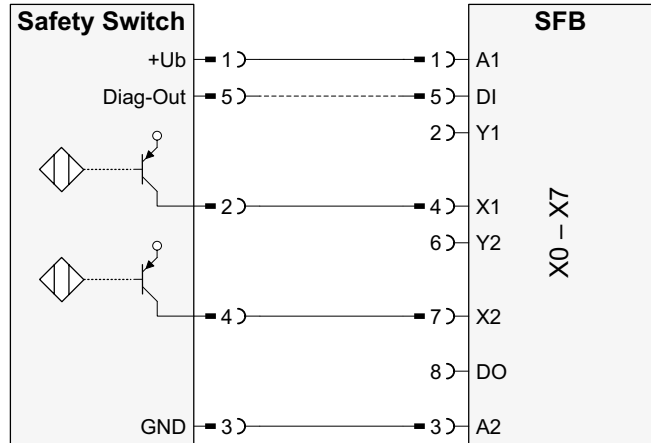 Safety Switch SFB
+Ub 1 1 A1
Diag-Out 5 5 DI
2 Y1
2 4 X1
6 Y2
X0 – X7
4 7 X2
8 DO
GND 3 3 A2